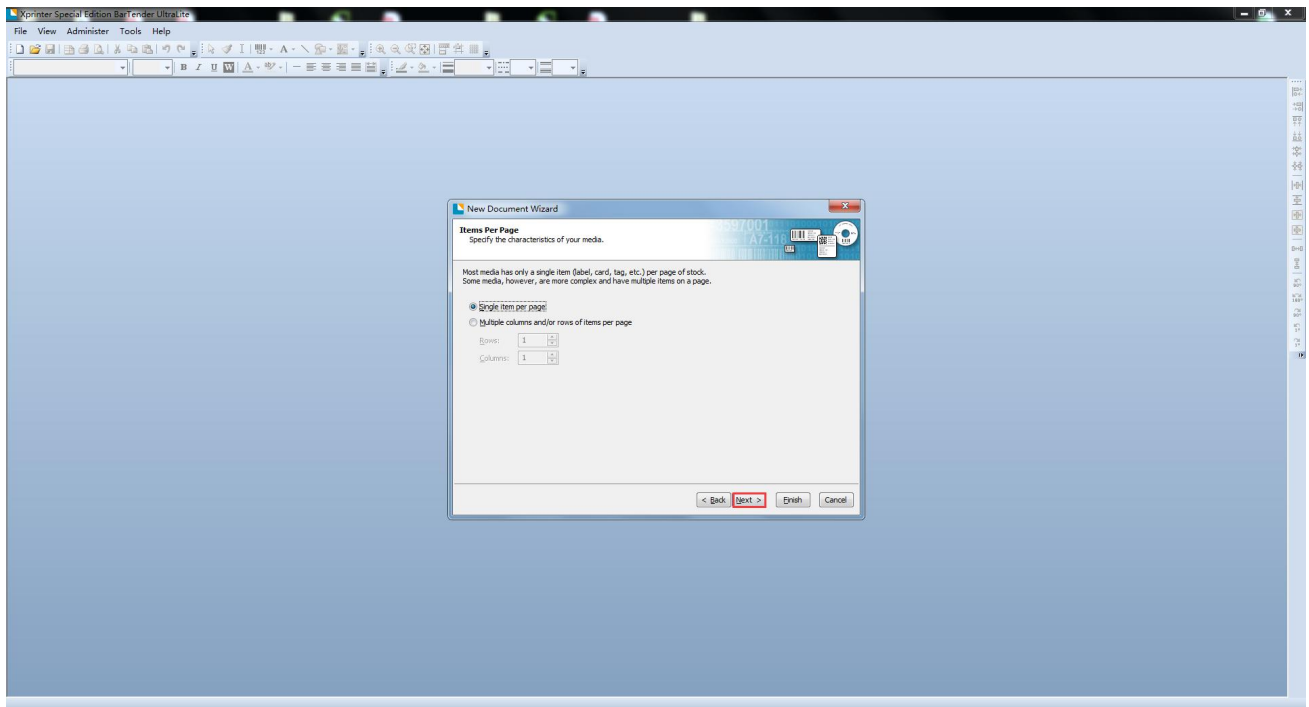 Xprinter Special Edition BarTender UltraLite
File View Administer Tools Help
New Document Wizard
Items Per Page
Specify the characteristics of your media.
Most media has only a single item (label, card, tag, etc.) per page of stock.
Some media, however, are more complex and have multiple items on a page.
Single item per page
Multiple columns and/or rows of items per page
Rows: 1
Columns: 1
< Back Next > Finish Cancel